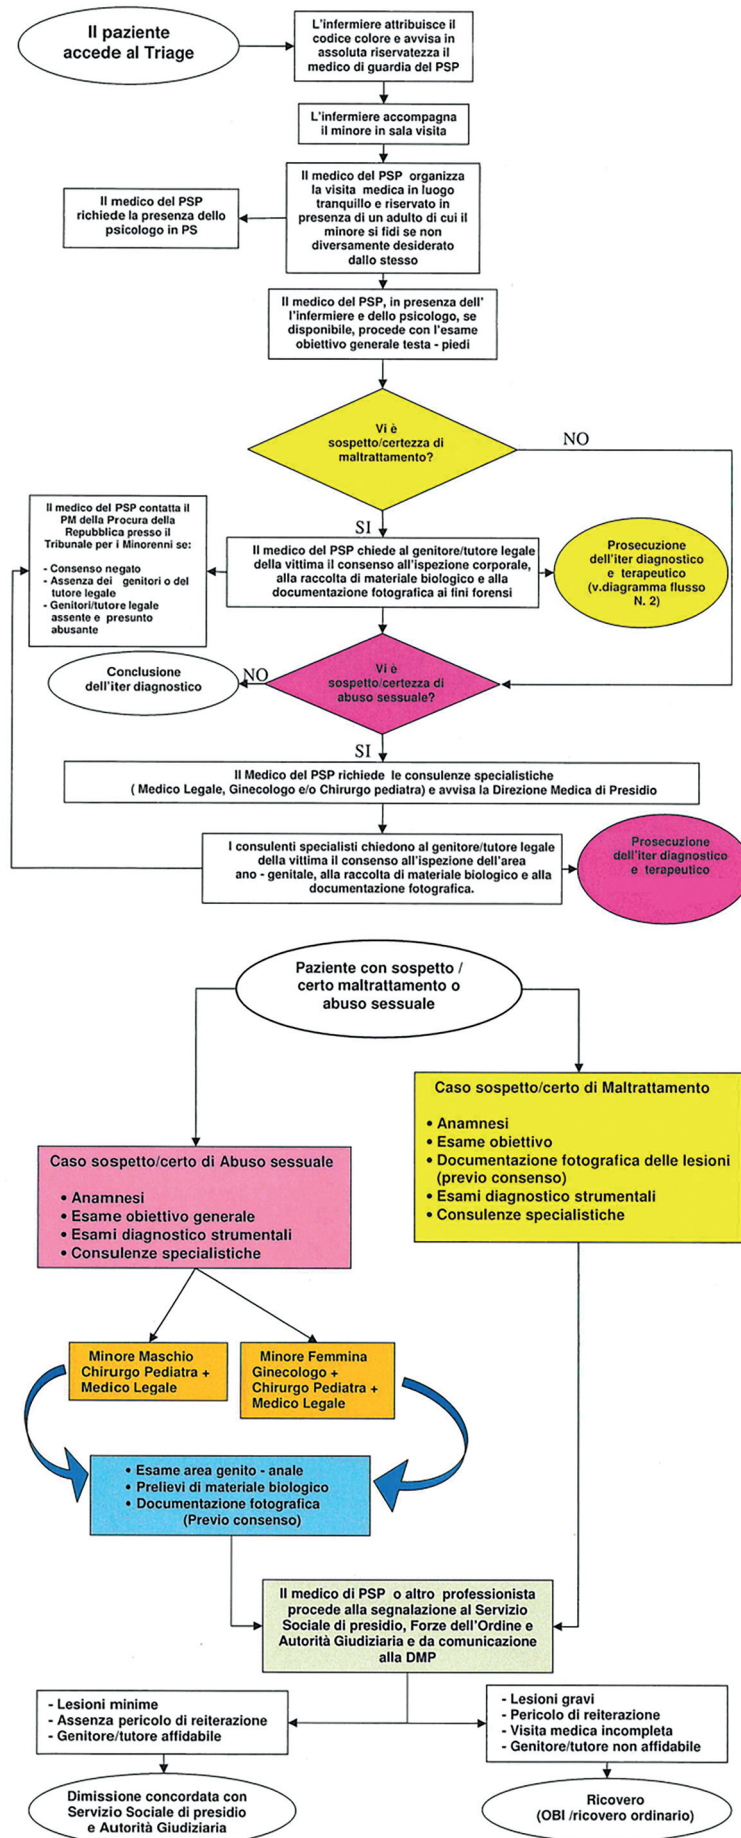 Il paziente
accede al Triage
L'infermiere attribuisce il
codice colore e avvisa in
assoluta riservatezza il
medico di guardia del PSP
L'infermiere accompagna
il minore in sala visita
Il medico del PSP organizza
la visita medica in luogo
tranquillo e riservato in
presenza di un adulto di cui il
minore si fidi se non
diversamente desiderato
dallo stesso
Il medico del PSP
richiede la presenza dello
psicologo in PS
Il medico del PSP, in presenza dell'
l'infermiere e dello psicologo, se
disponibile, procede con l'esame
obiettivo generale testa - piedi
Vi è
sospetto/certezza di
maltrattamento?
NO
SI
Il medico del PSP contatta il
PM della Procura della
Repubblica presso il
Tribunale per i Minorenni se:
- Consenso negato
- Assenza dei genitori o del
tutore legale
- Genitori/tutore legale
assente e presunto
abusante
Il medico del PSP chiede al genitore/tutore legale
della vittima il consenso all'ispezione corporale,
alla raccolta di materiale biologico e alla
documentazione fotografica ai fini forensi
Prosecuzione
dell'iter diagnostico
e terapeutico
(v.diagramma flusso
N. 2)
Vi è
sospetto/certezza di
abuso sessuale?
NO
Conclusione
dell'iter diagnostico
SI
Il Medico del PSP richiede le consulenze specialistiche
( Medico Legale, Ginecologo e/o Chirurgo pediatra) e avvisa la Direzione Medica di Presidio
I consulenti specialisti chiedono al genitore/tutore legale
della vittima il consenso all'ispezione dell'area
ano - genitale, alla raccolta di materiale biologico e alla
documentazione fotografica.
Prosecuzione
dell'iter diagnostico
e terapeutico
Paziente con sospetto /
certo maltrattamento o
abuso sessuale
Caso sospetto/certo di Maltrattamento
• Anamnesi
• Esame obiettivo
• Documentazione fotografica delle lesioni
(previo consenso)
• Esami diagnostico strumentali
• Consulenze specialistiche
Caso sospetto/certo di Abuso sessuale
• Anamnesi
• Esame obiettivo generale
• Esami diagnostico strumentali
• Consulenze specialistiche
Minore Maschio
Chirurgo Pediatra +
Medico Legale
Minore Femmina
Ginecologo +
Chirurgo Pediatra +
Medico Legale
• Esame area genito - anale
• Prelievi di materiale biologico
• Documentazione fotografica
(Previo consenso)
Il medico di PSP o altro professionista
procede alla segnalazione al Servizio
Sociale di presidio, Forze dell'Ordine e
Autorità Giudiziaria e da comunicazione
alla DMP
- Lesioni minime
- Assenza pericolo di reiterazione
- Genitore/tutore affidabile
- Lesioni gravi
- Pericolo di reiterazione
- Visita medica incompleta
- Genitore/tutore non affidabile
Dimissione concordata con
Servizio Sociale di presidio
e Autorità Giudiziaria
Ricovero
(OBI /ricovero ordinario)